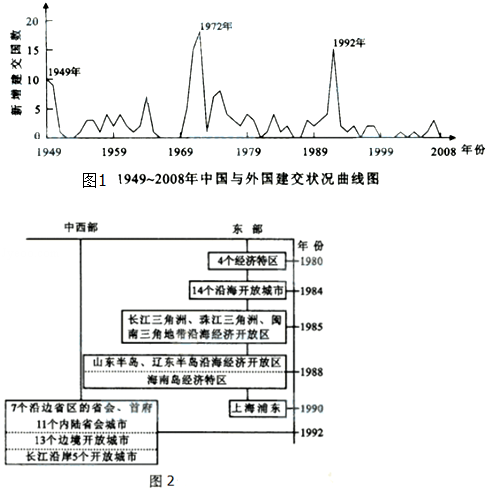 新增建交国数
20
15
10
5
0
1949年
1972年
1992年
1949
1959
1969
1979
1989
1999
2008
年份
图1 1949~2008年中国与外国建交状况曲线图
中西部
东 部
年 份
4个经济特区
1980
14个沿海开放城市
1984
长江三角洲、珠江三角洲、闽
南三角地带沿海经济开放区
1985
山东半岛、辽东半岛沿海经济开放区
海南岛经济特区
1988
7个沿边省区的省会、首府
11个内陆省会城市
13个边境开放城市
长江沿岸5个开放城市
上海浦东
1990
1992
图 2